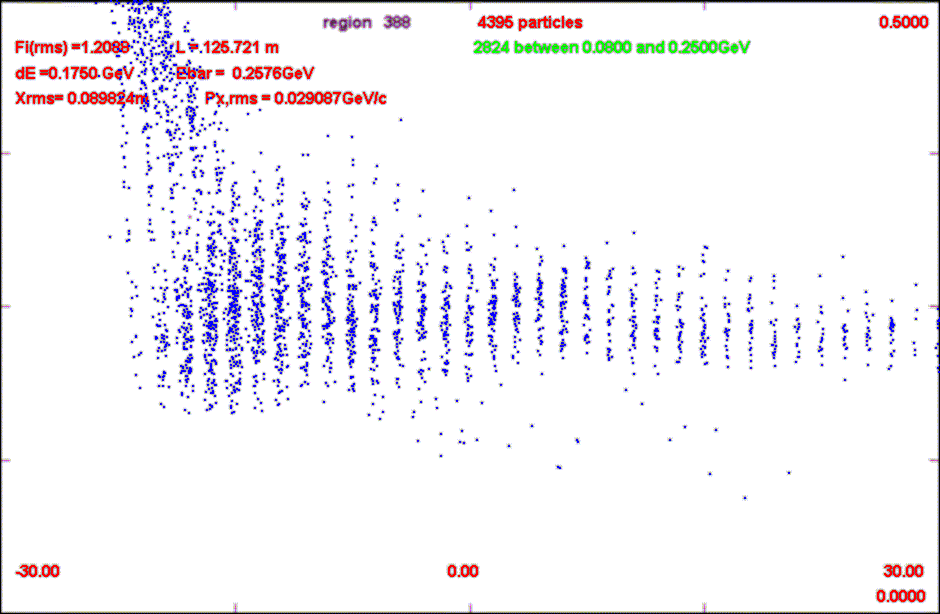 region 388 4395 particles 0.5000
Fi(rms) =1.2088 L = 125.721 m 2824 between 0.0800 and 0.2500GeV
dE =0.1750 GeV Ebar = 0.2576GeV
Xrms= 0.089824m Px,rms = 0.029087GeV/c
-30.00 0.00 30.00
0.0000